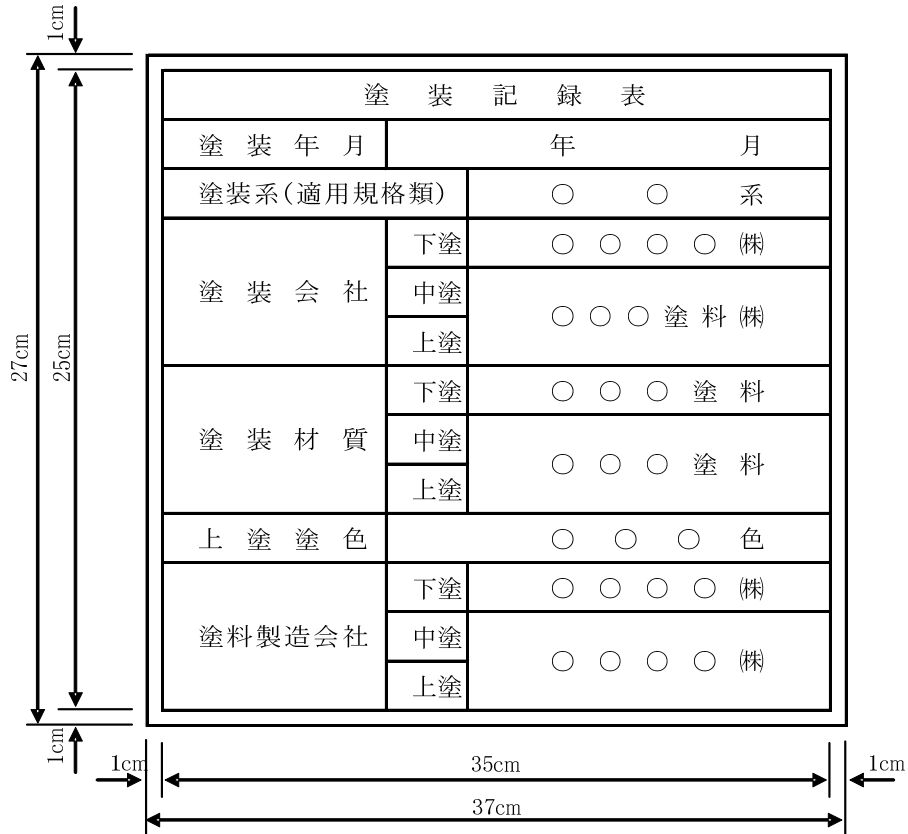 1cm
塗装記録表
塗装年月 年 月
塗装系(適用規格類) ○ ○ 系
下塗 ○○○○㈱
塗装会社 中塗 ○○○塗料㈱
上塗
下塗 ○○○塗料
塗装材質 中塗 ○○○塗料
上塗
上塗塗色 ○○○色
下塗 ○○○○㈱
塗料製造会社 中塗 ○○○○㈱
上塗
27cm
25cm
1cm
1cm 35cm 1cm
37cm